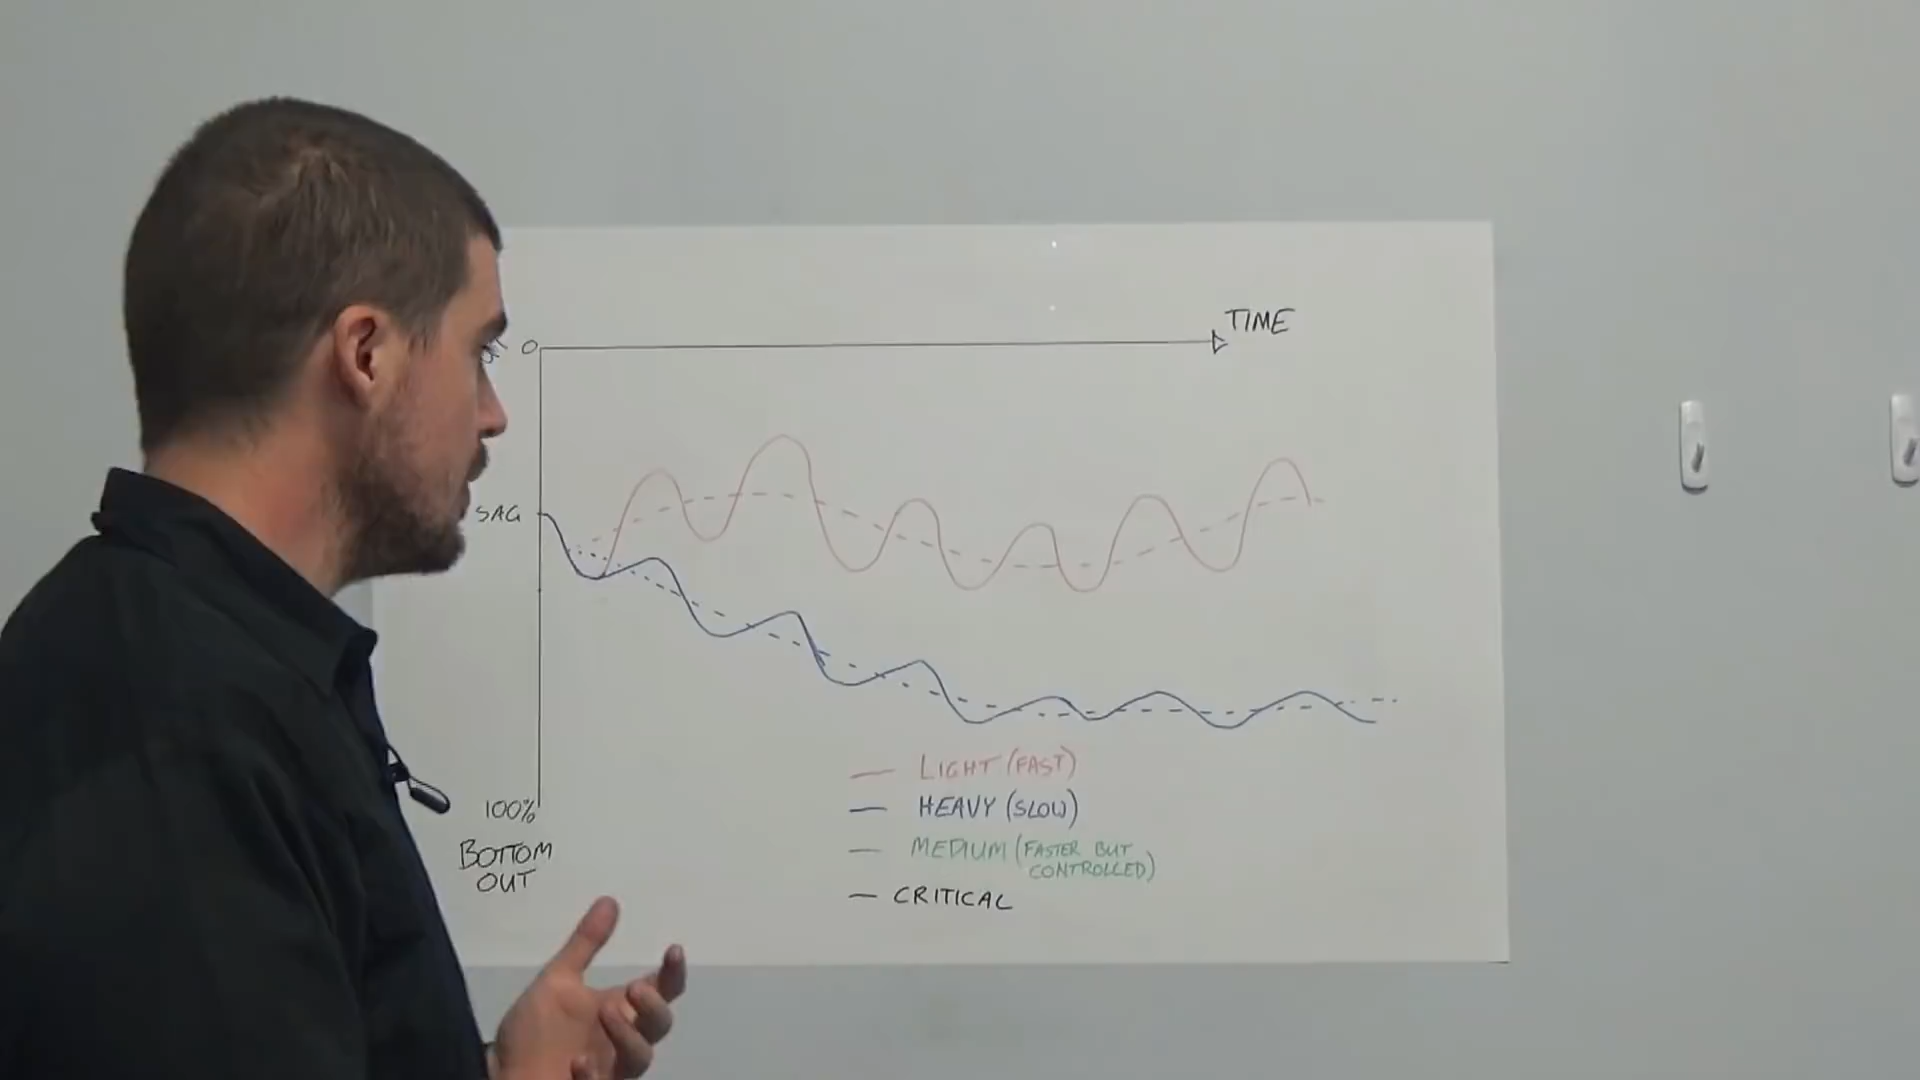 TIME
0
SAG
100%
BOTTOM
OUT
LIGHT (FAST)
HEAVY (SLOW)
MEDIUM (FASTER BUT
CONTROLLED)
CRITICAL